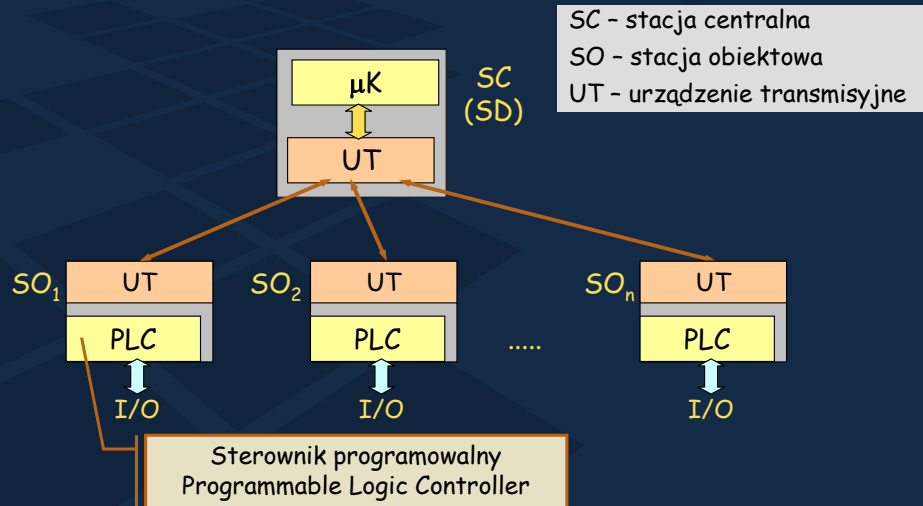 SC – stacja centralna
SO – stacja obiektowa
UT – urządzenie transmisyjne
μK
SC
(SD)
UT
SO1 UT SO2 UT SOn UT
PLC PLC ..... PLC
I/O I/O I/O
Sterownik programowalny
Programmable Logic Controller